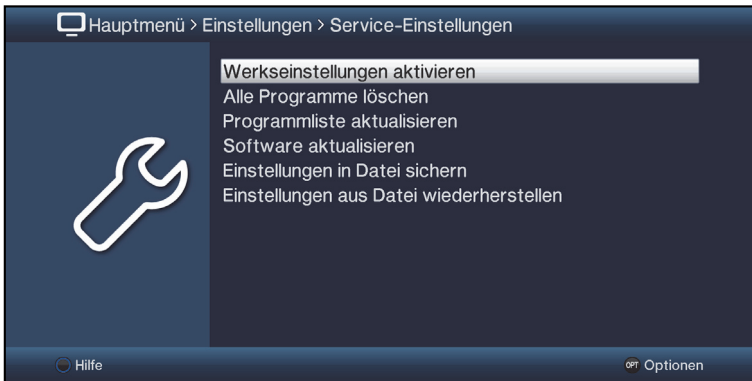 Hauptmenü > Einstellungen > Service-Einstellungen
Werkseinstellungen aktivieren
Alle Programme löschen
Programmliste aktualisieren
Software aktualisieren
Einstellungen in Datei sichern
Einstellungen aus Datei wiederherstellen
Hilfe
OPT Optionen